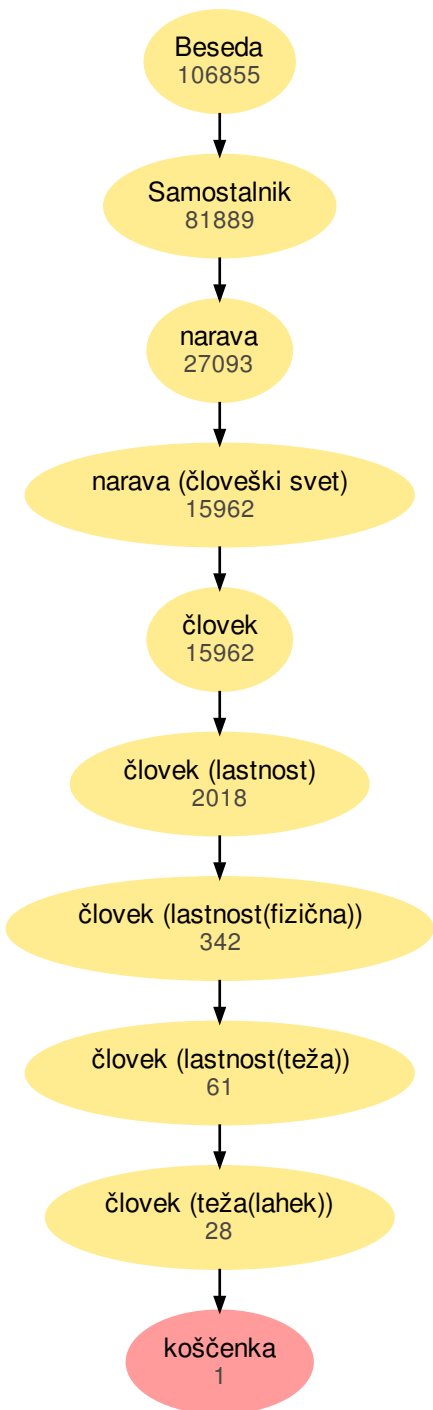 Beseda
106855
Samostalnik
81889
narava
27093
narava (človeški svet)
15962
človek
15962
človek (lastnost)
2018
človek (lastnost(fizična))
342
človek (lastnost(teža))
61
človek (teža(lahek))
28
koščenka
1